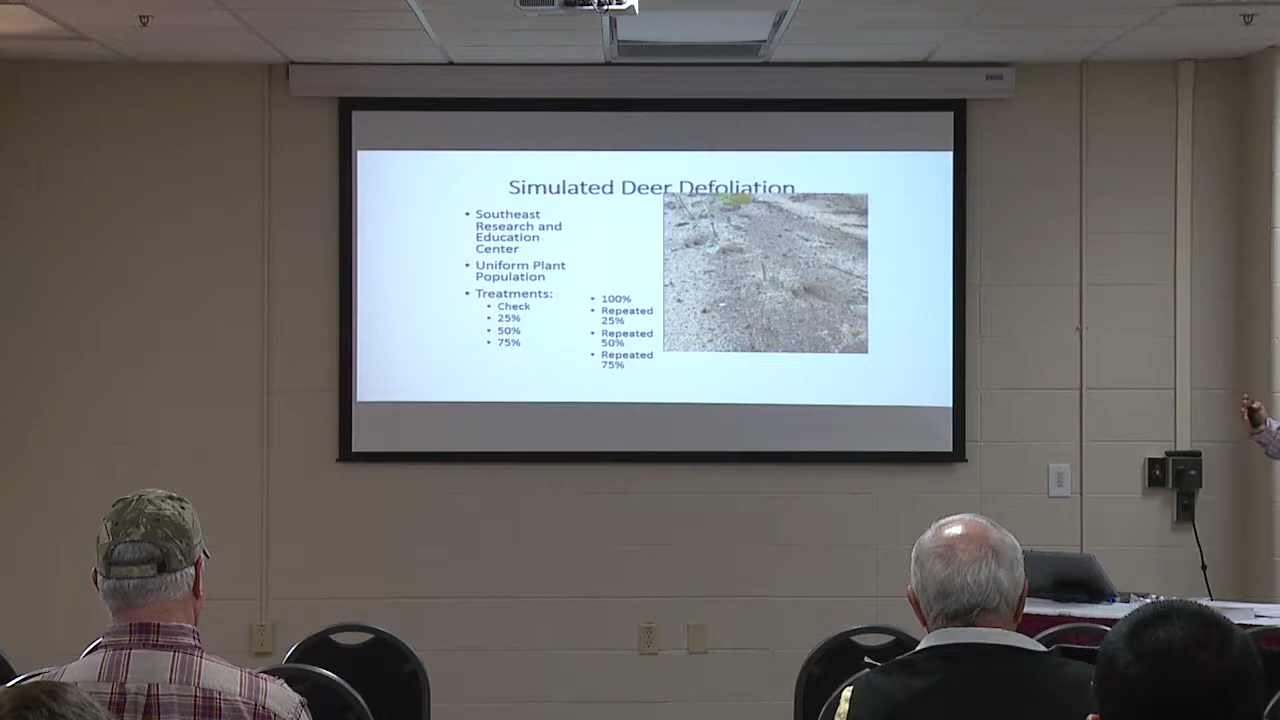 Simulated Deer Defoliation
• Southeast
Research and
Education
Center
• Uniform Plant
Population
• Treatments:
• Check
• 25%
• 50%
• 75%
• 100%
• Repeated
25%
• Repeated
50%
• Repeated
75%